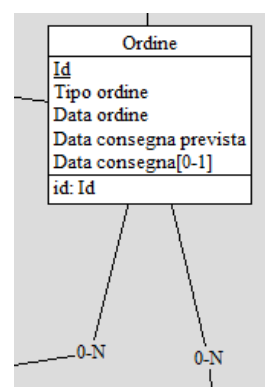 Ordine
Id
Tipo ordine
Data ordine
Data consegna prevista
Data consegna[0-1]
id: Id
0-N
0-N